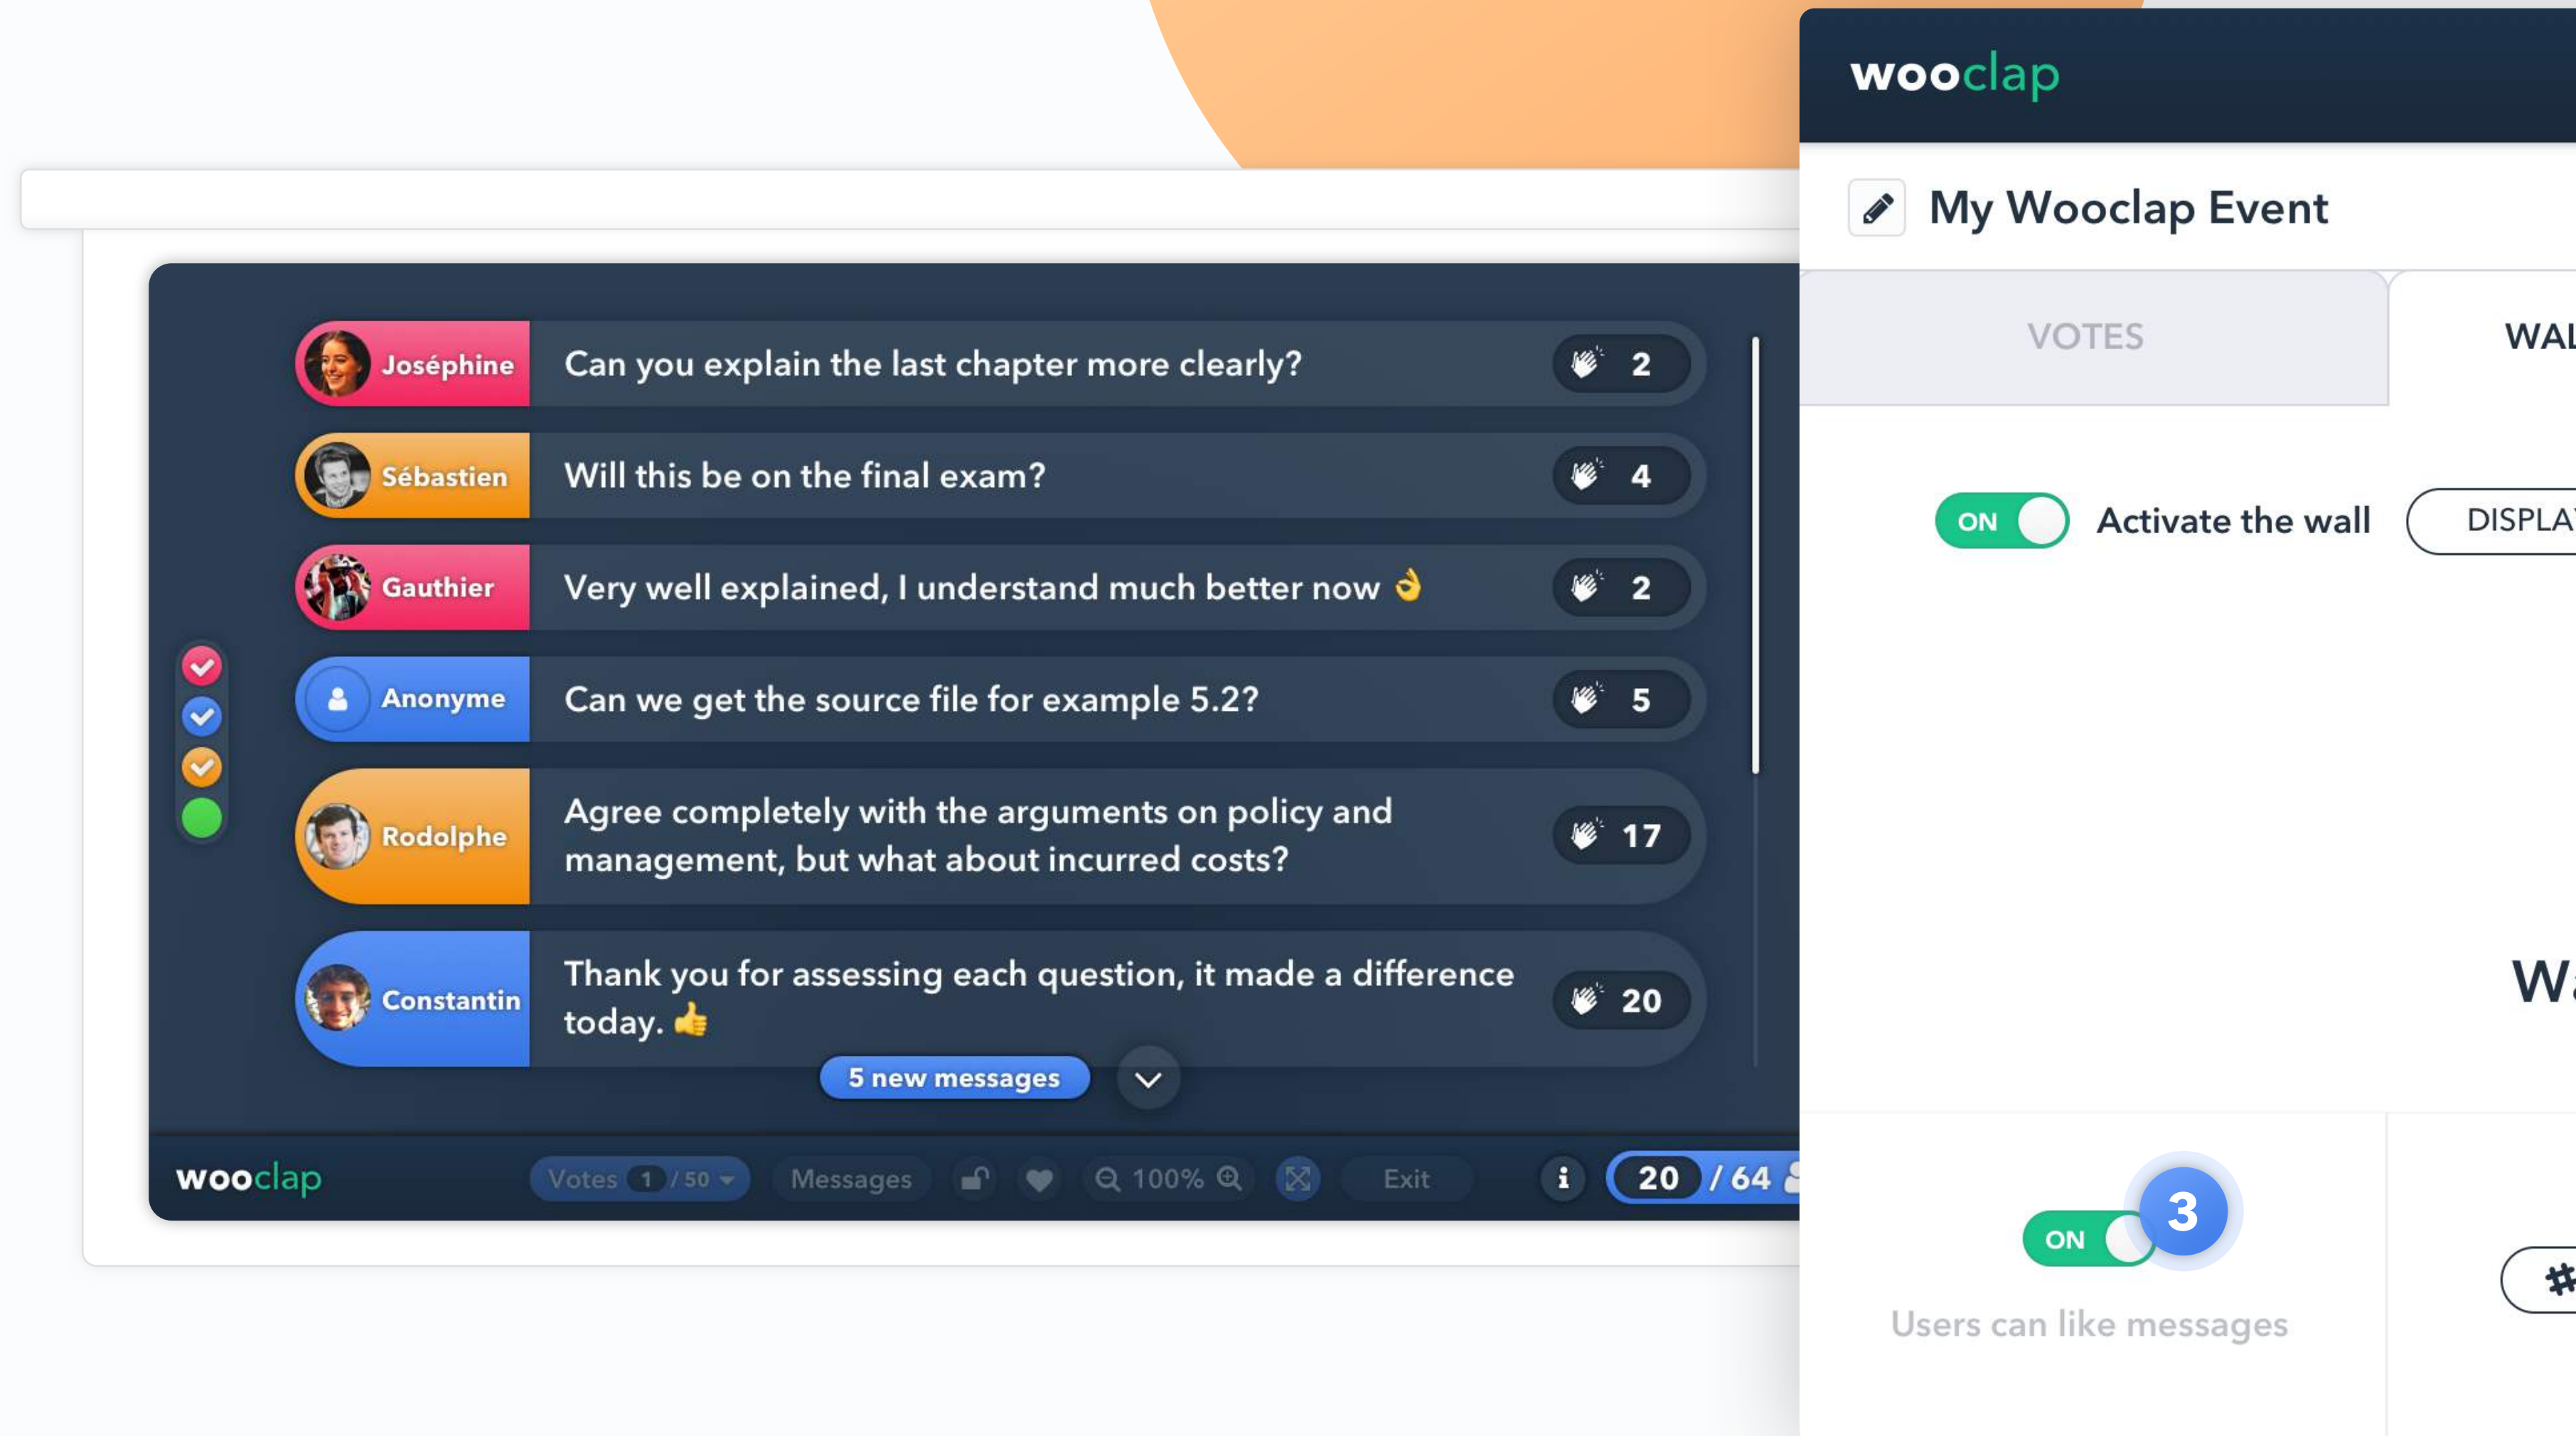 Joséphine Can you explain the last chapter more clearly? 2
Sébastien Will this be on the final exam? 4
Gauthier Very well explained, I understand much better now 👌 2
Anonyme Can we get the source file for example 5.2? 5
Rodolphe Agree completely with the arguments on policy and
management, but what about incurred costs? 17
Constantin Thank you for assessing each question, it made a difference
today. 👍 20
5 new messages
wooclap Votes 1 / 50 Messages 100% Exit i 20 / 64
wooclap
My Wooclap Event
VOTES
ON Activate the wall
ON 3
Users can like messages
#